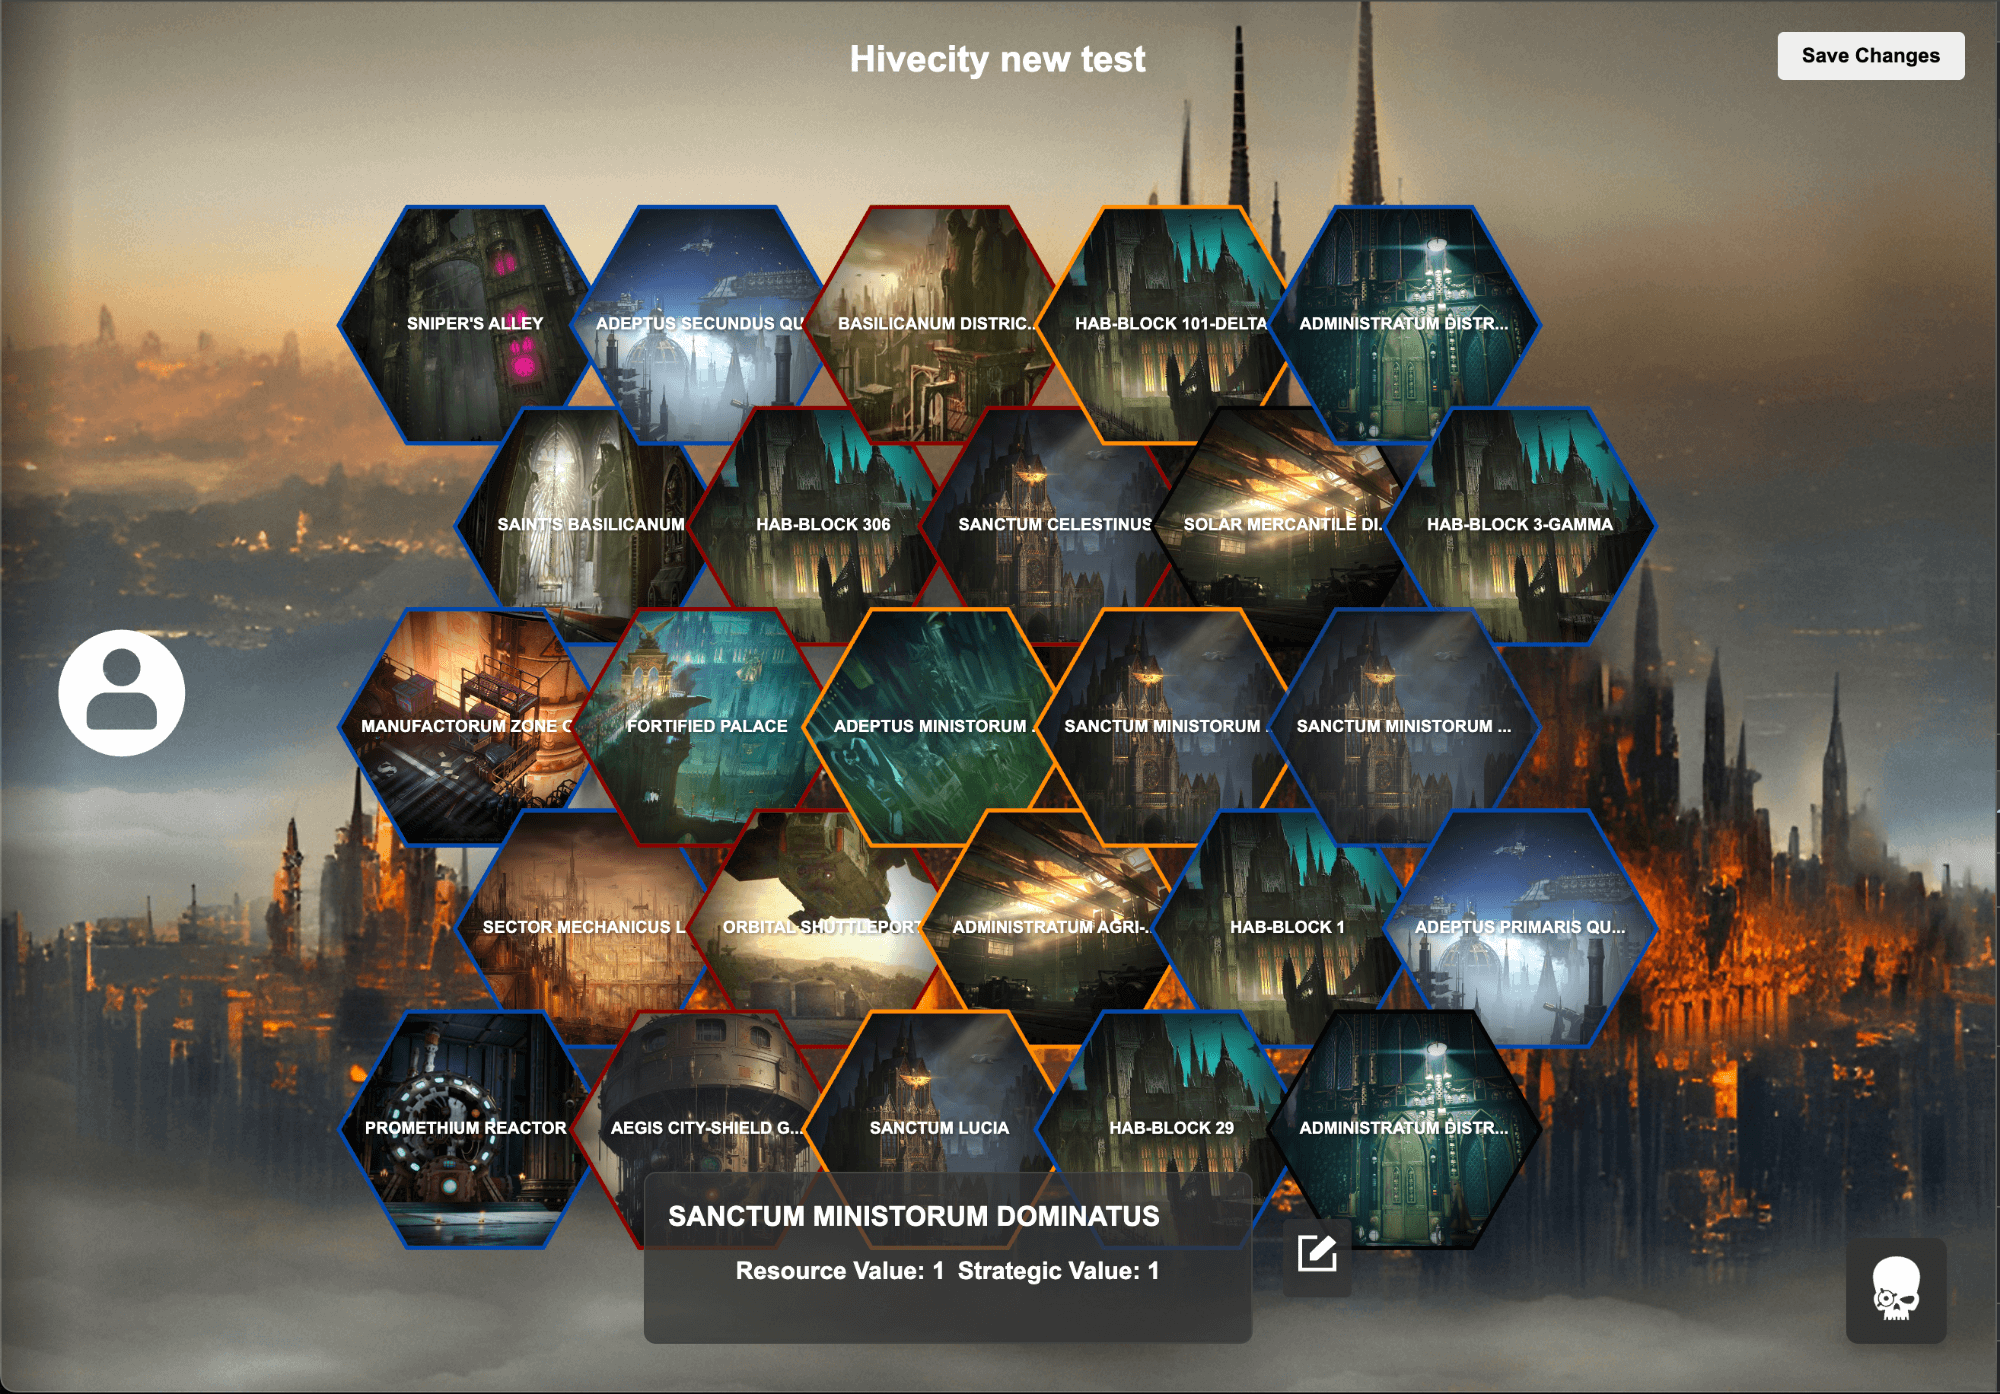 Hivecity new test
Save Changes
SNIPER'S ALLEY
ADEPTUS SECUNDUS QU
BASILICANUM DISTRIC...
HAB-BLOCK 101-DELTA
ADMINISTRATUM DISTR...
SAINT'S BASILICANUM
HAB-BLOCK 306
SANCTUM CELESTINUS
SOLAR MERCANTILE DI.
HAB-BLOCK 3-GAMMA
MANUFACTORUM ZONE
FORTIFIED PALACE
ADEPTUS MINISTORUM .
SANCTUM MINISTORUM .
SANCTUM MINISTORUM ...
SECTOR MECHANICUS L
ORBITAL SHUTTLEPORT
ADMINISTRATUM AGRI-.
HAB-BLOCK 1
ADEPTUS PRIMARIS QU...
PROMETHIUM REACTOR
AEGIS CITY-SHIELD G...
SANCTUM LUCIA
HAB-BLOCK 29
ADMINISTRATUM DISTR...
SANCTUM MINISTORUM DOMINATUS
Resource Value: 1 Strategic Value: 1